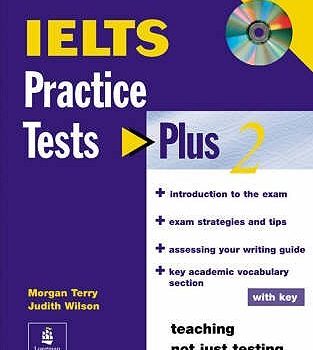 IELTS
Practice
Tests Plus 2
+ introduction to the exam
+ exam strategies and tips
+ assessing your writing guide
+ key academic vocabulary
section
Morgan Terry
Judith Wilson
with key
Longman
teaching
not just testing